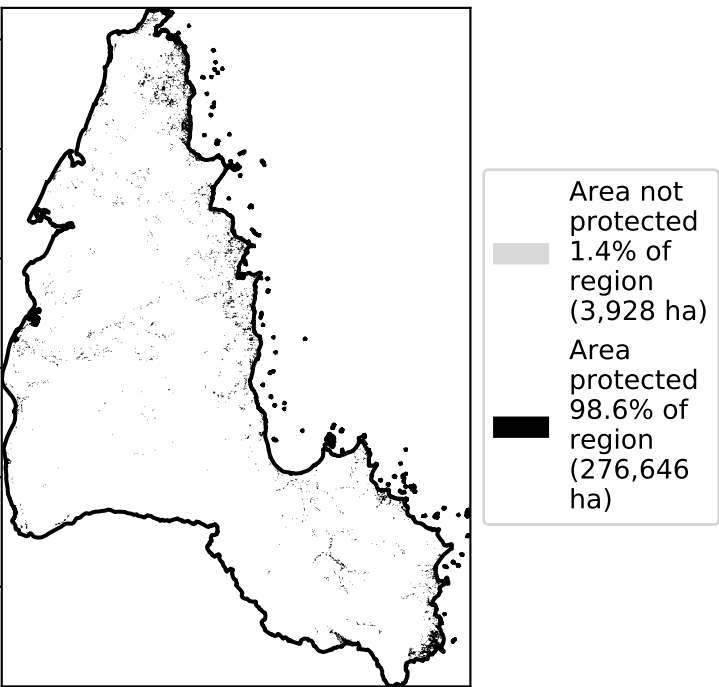 Area not
protected
1.4% of
region
(3,928 ha)
Area
protected
98.6% of
region
(276,646
ha)